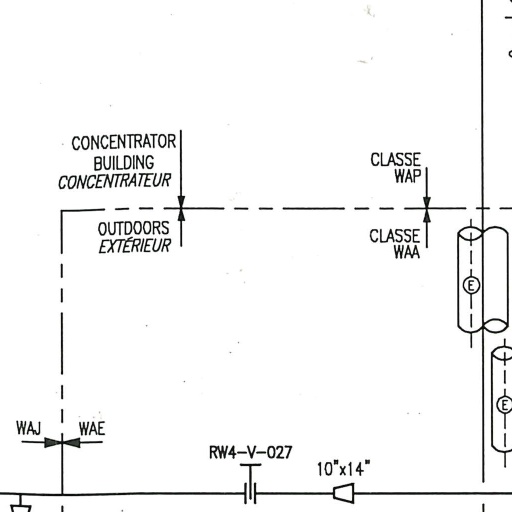 CONCENTRATOR
BUILDING
CONCENTRATEUR
OUTDOORS
EXTÉRIEUR
CLASSE
WAP
CLASSE
WAA
E
E
WAJ
WAE
RW4-V-027
10"x14"